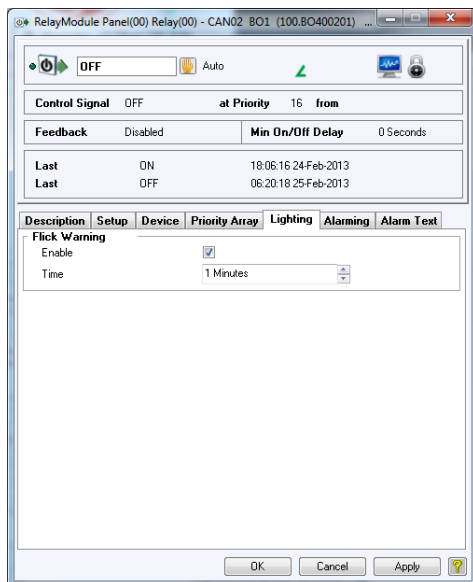 RelayModule Panel(00) Relay(00) - CAN02 BO1 (100.BO400201) ...
OFF Auto
Control Signal OFF at Priority 16 from
Feedback Disabled Min On/Off Delay 0 Seconds
Last ON 18:06:16 24-Feb-2013
Last OFF 06:20:18 25-Feb-2013
Description Setup Device Priority Array Lighting Alarming Alarm Text
Flick Warning
Enable
Time 1 Minutes
OK Cancel Apply ?